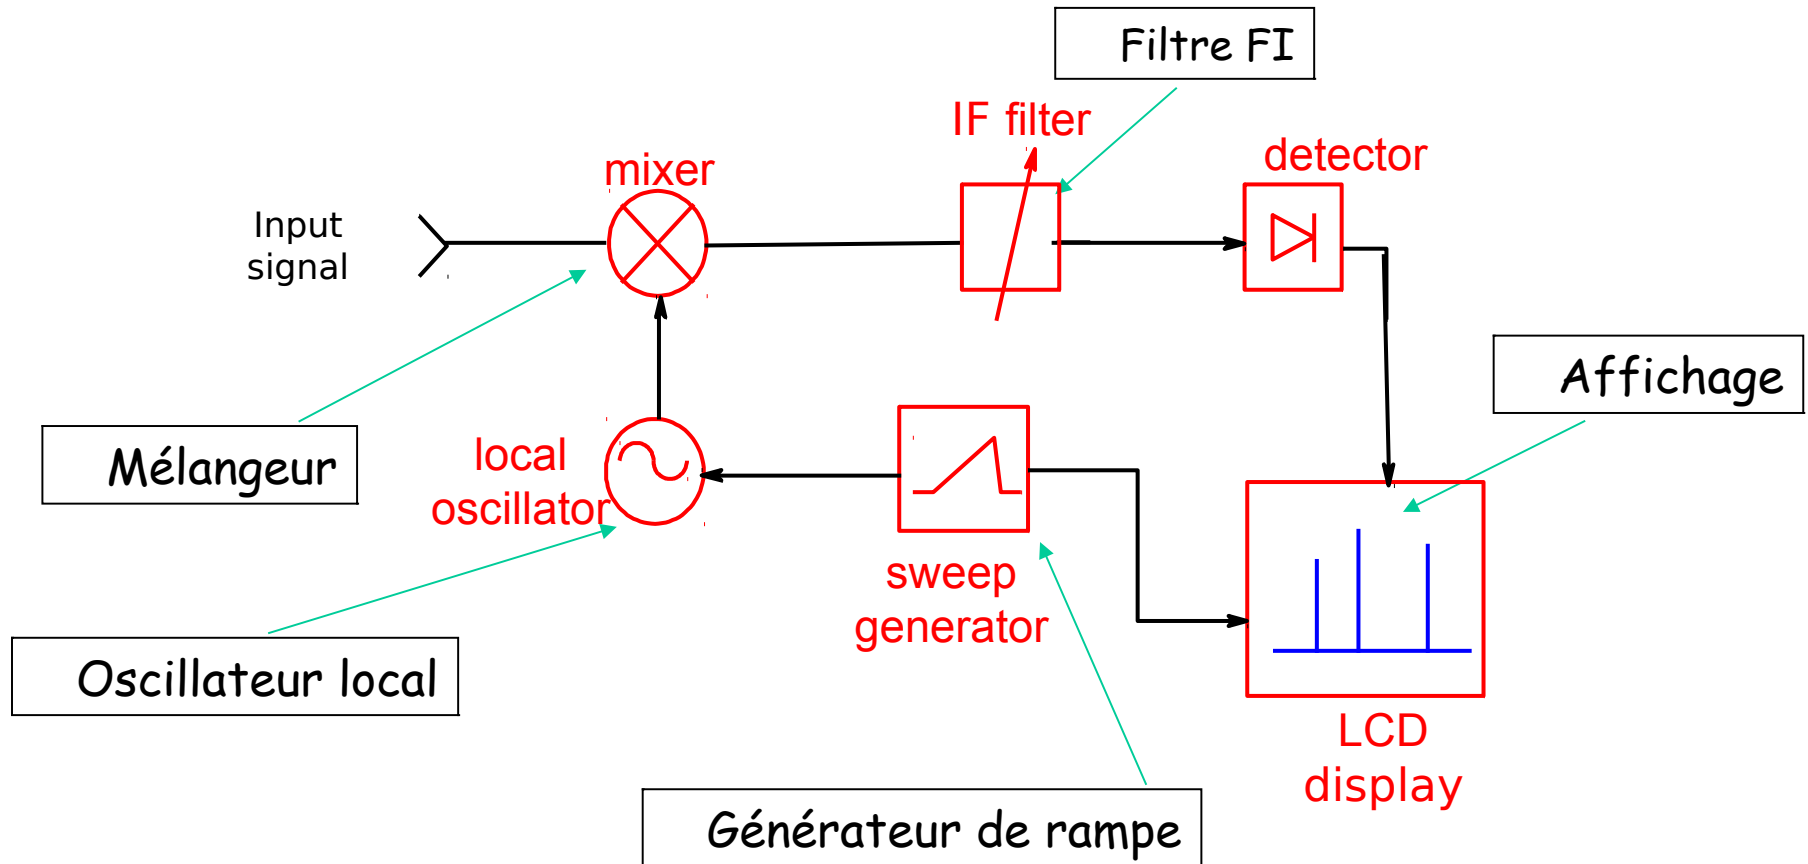 Filtre FI
IF filter
mixer
detector
Input
signal
Affichage
Mélangeur
local
oscillator
sweep
generator
Oscillateur local
LCD
display
Générateur de rampe